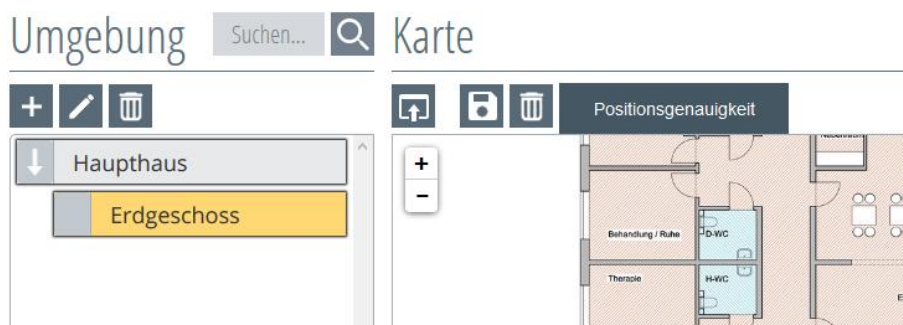 Umgebung
Suchen...
Karte
Positionsgenauigkeit
Haupthaus
Erdgeschoss
+
−
Behandlung / Ruhe
D-WC
Therapie
H-WC
E